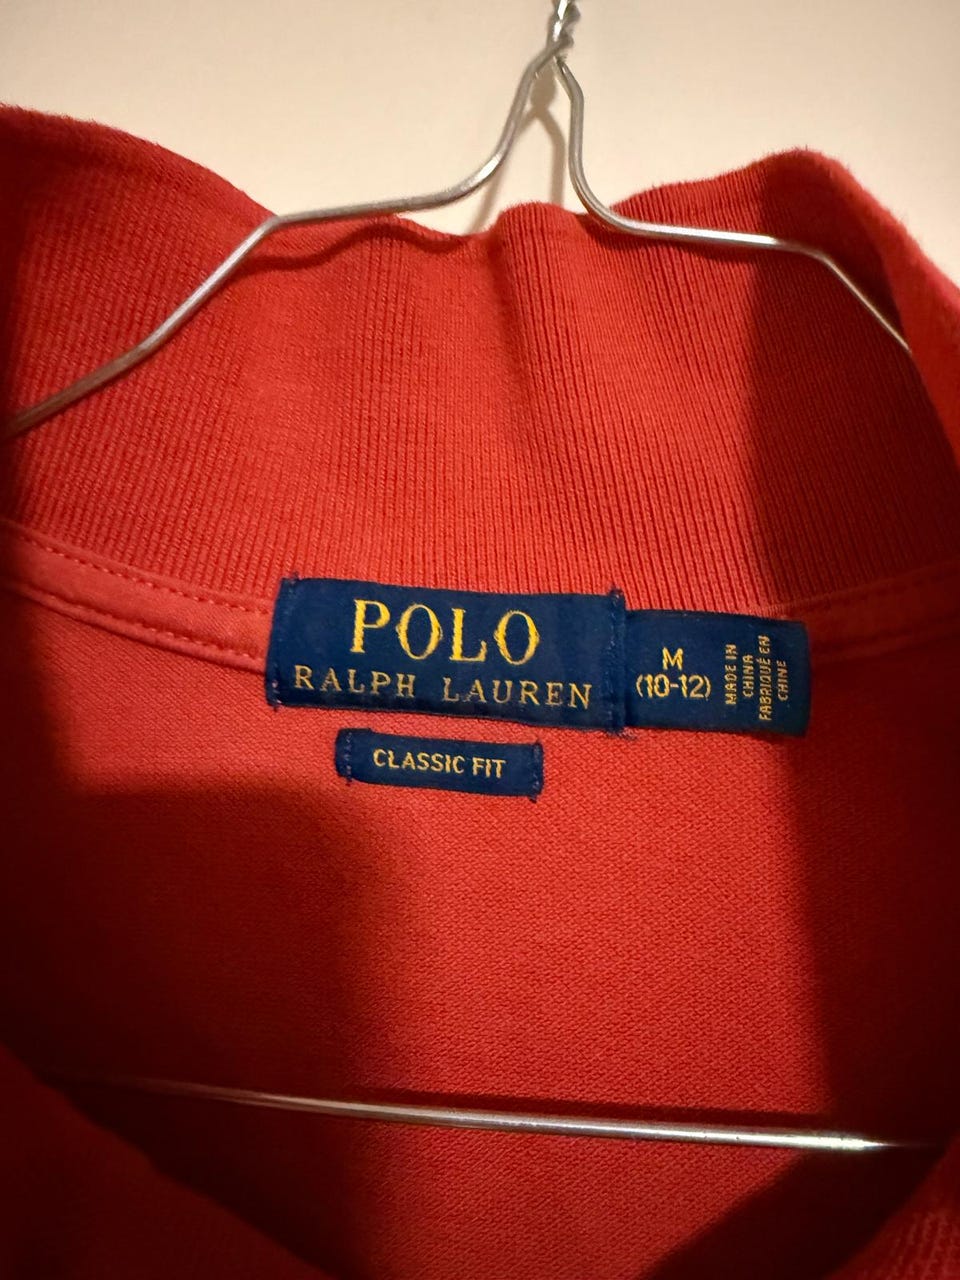 POLO
RALPH LAUREN
M
(10-12)
MADE IN
CHINA
FABRIQUÉ EN
CHINE
CLASSIC FIT